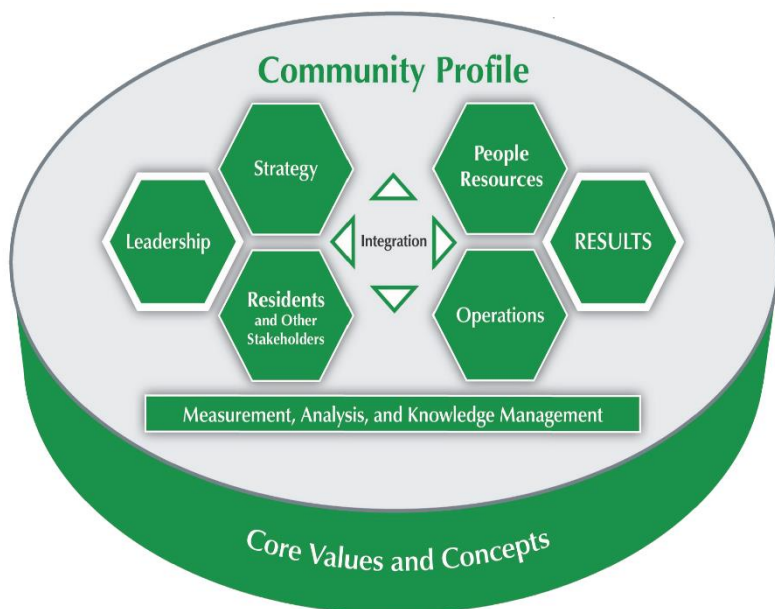 Community Profile
Strategy
People
Resources
Leadership
Integration
RESULTS
Residents
and Other
Stakeholders
Operations
Measurement, Analysis, and Knowledge Management
Core Values and Concepts